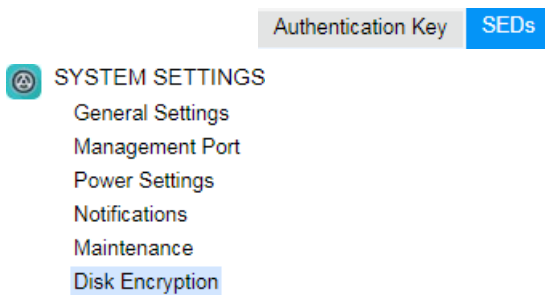 Authentication Key SEDs
SYSTEM SETTINGS
General Settings
Management Port
Power Settings
Notifications
Maintenance
Disk Encryption